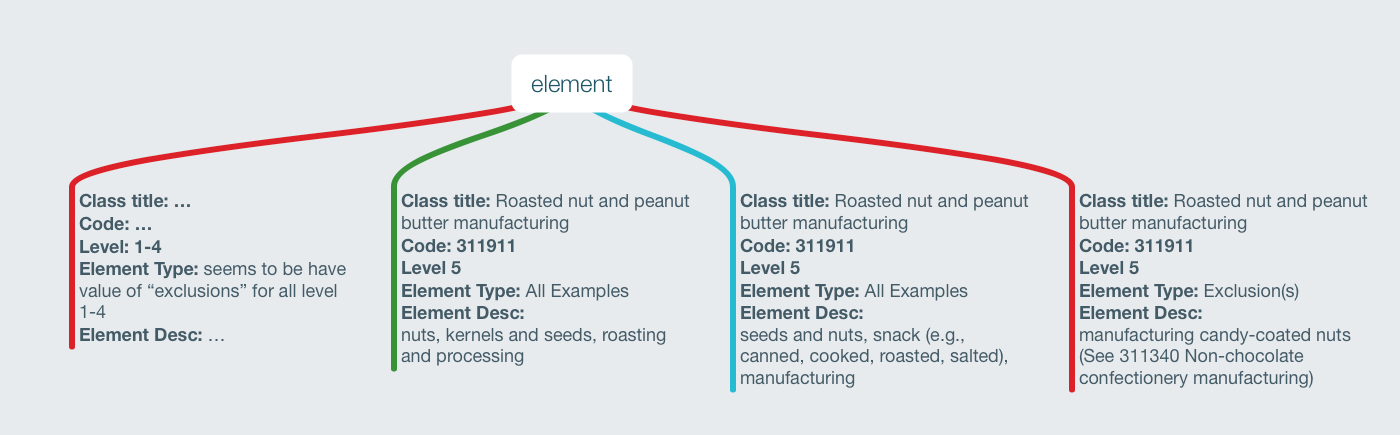 element
Class title: …
Code: …
Level: 1-4
Element Type: seems to be have
value of “exclusions” for all level
1-4
Element Desc: …
Class title: Roasted nut and peanut
butter manufacturing
Code: 311911
Level 5
Element Type: All Examples
Element Desc:
nuts, kernels and seeds, roasting
and processing
Class title: Roasted nut and peanut
butter manufacturing
Code: 311911
Level 5
Element Type: All Examples
Element Desc:
seeds and nuts, snack (e.g.,
canned, cooked, roasted, salted),
manufacturing
Class title: Roasted nut and peanut
butter manufacturing
Code: 311911
Level 5
Element Type: Exclusion(s)
Element Desc:
manufacturing candy-coated nuts
(See 311340 Non-chocolate
confectionery manufacturing)